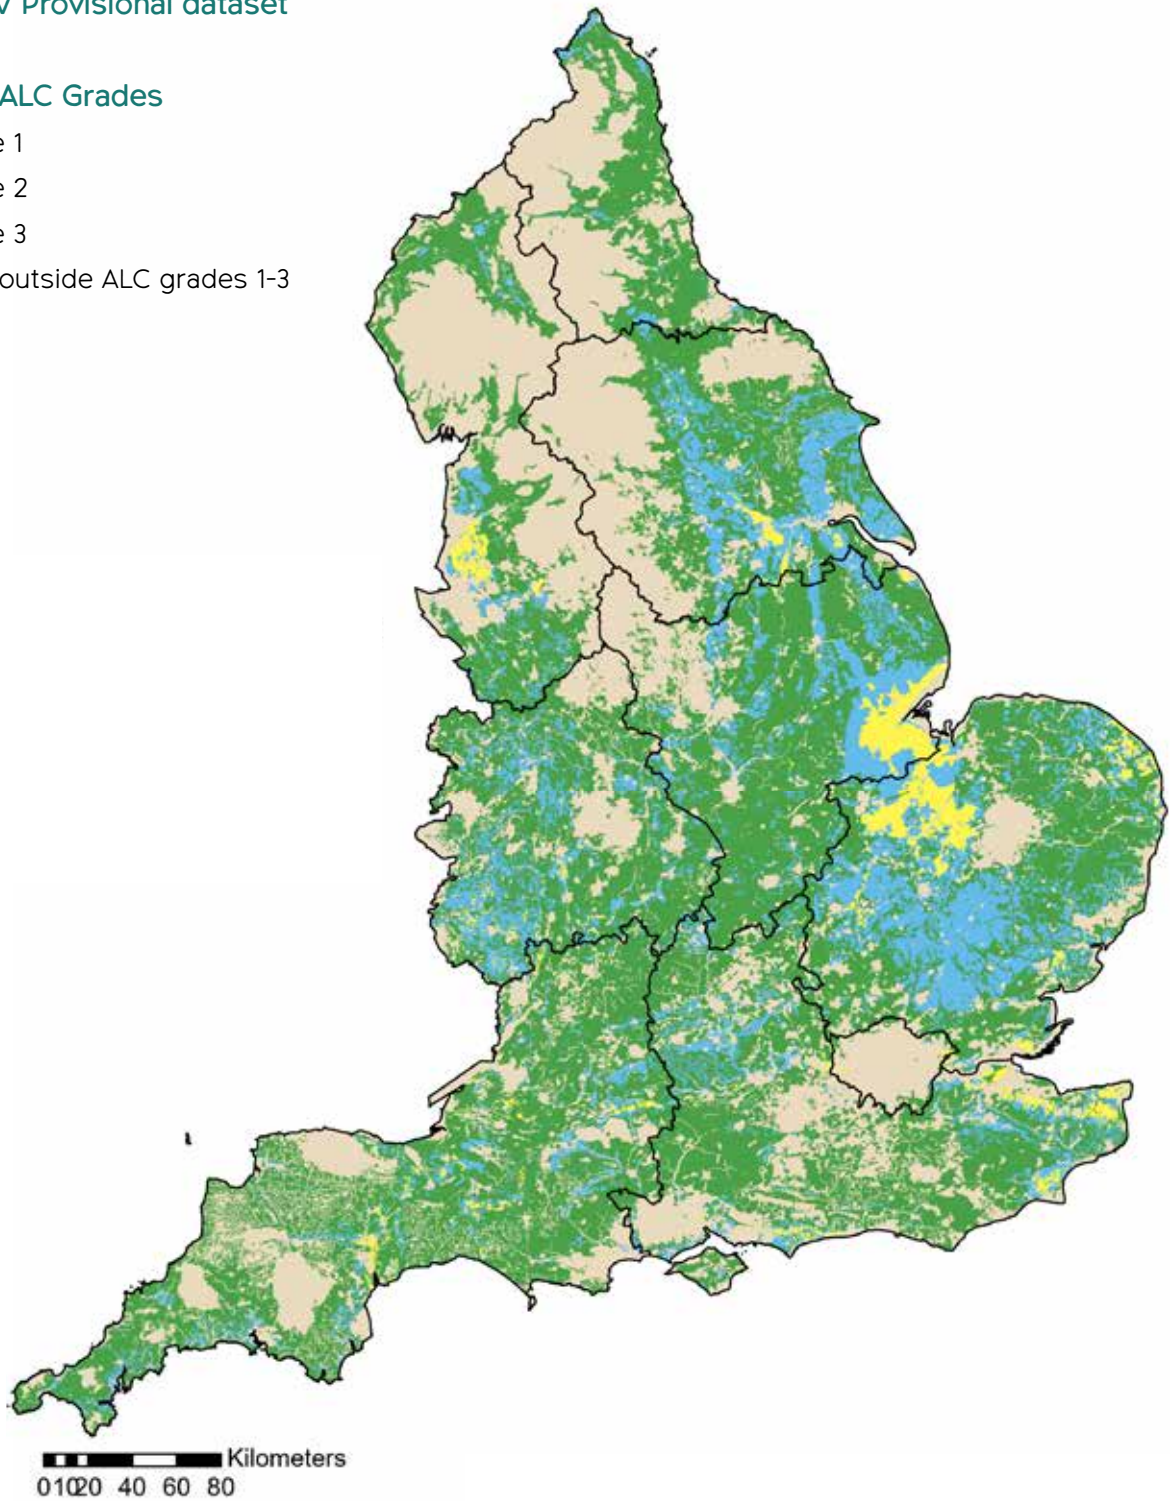 Provisional dataset
ALC Grades
1
2
3
outside ALC grades 1-3
Kilometers
01020 40 60 80